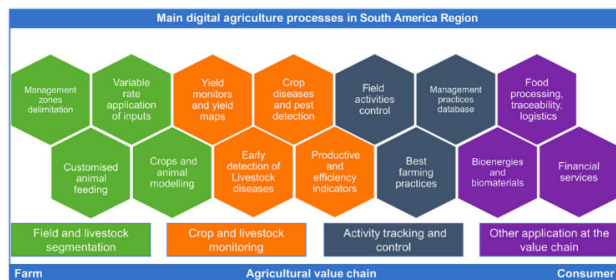 Main digital agriculture processes in South America Region
Management
zones
delimitation
Variable
rate
application
of inputs
Yield
monitors
and yield
maps
Crop
diseases
and pest
detection
Field
activities
control
Management
practices
database
Food
processing,
traceability,
logistics
Customised
animal
feeding
Crops and
animal
modelling
Early
detection of
Livestock
diseases
Productive
and
efficiency
indicators
Best
farming
practices
Bioenergies
and
biomaterials
Financial
services
Field and livestock
segmentation
Crop and livestock
monitoring
Activity tracking and
control
Other application at the
value chain
Farm
Agricultural value chain
Consumer